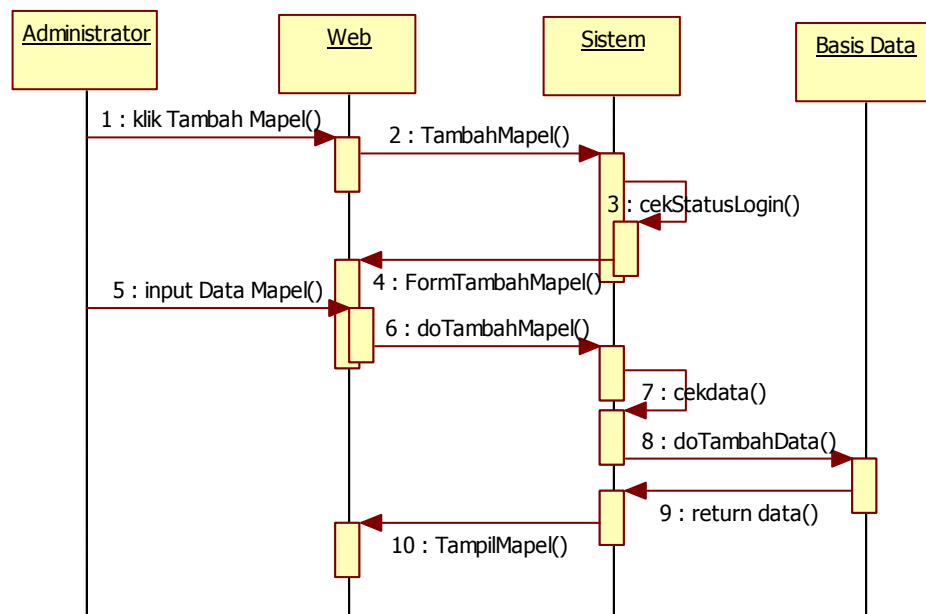 Administrator
Web
Sistem
Basis Data
1 : klik Tambah Mapel()
2 : TambahMapel()
3 : cekStatusLogin()
4 : FormTambahMapel()
5 : input Data Mapel()
6 : doTambahMapel()
7 : cekdata()
8 : doTambahData()
9 : return data()
10 : TampilMapel()